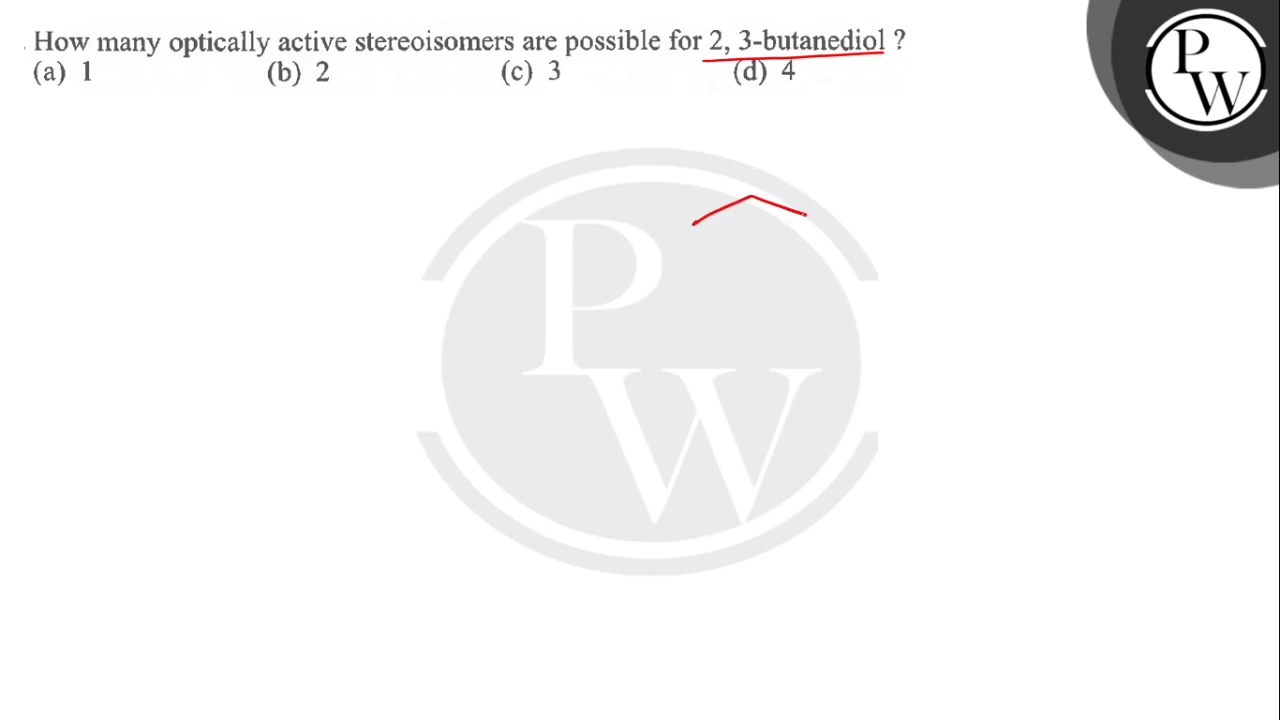 How many optically active stereoisomers are possible for 2, 3-butanediol ?
(a) 1 (b) 2 (c) 3 (d) 4
P
W
P
W